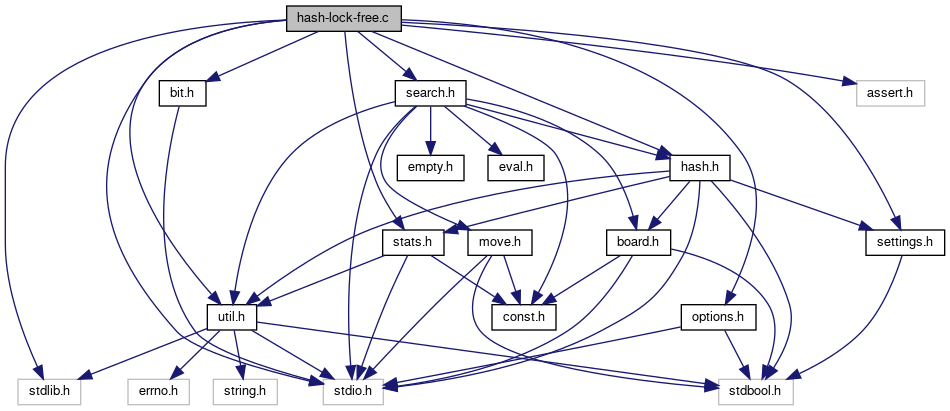 hash-lock-free.c
bit.h
search.h
assert.h
empty.h
eval.h
hash.h
stats.h
move.h
board.h
settings.h
util.h
const.h
options.h
stdlib.h
errno.h
string.h
stdio.h
stdbool.h